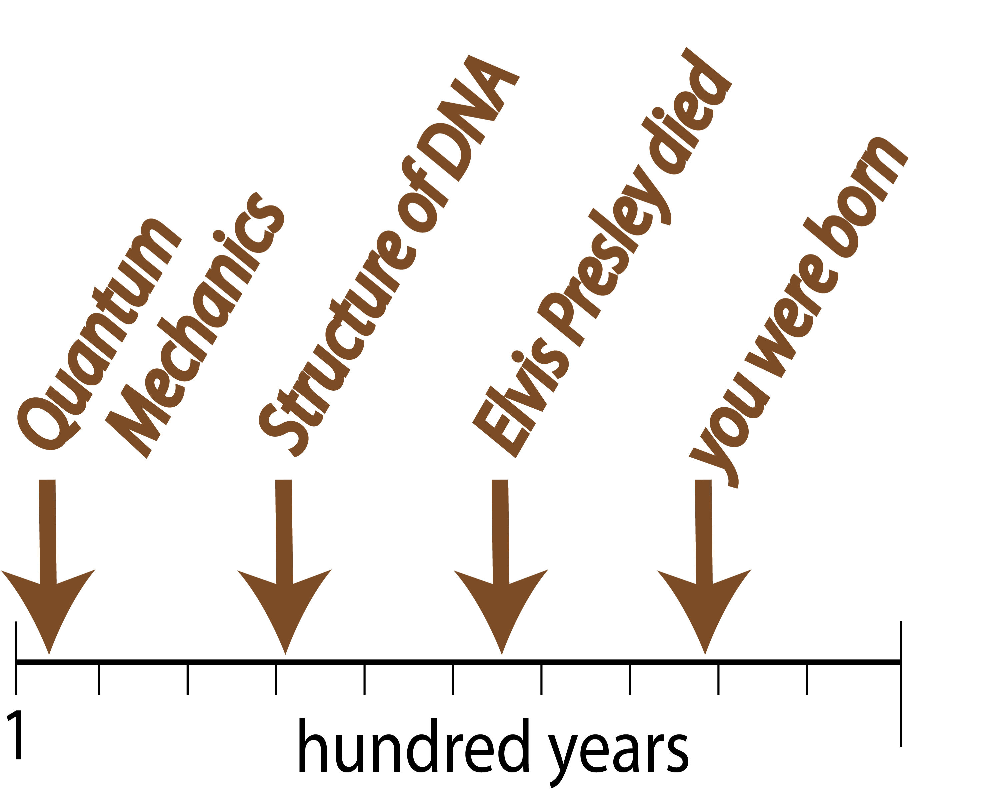 Quantum
Mechanics
Structure of DNA
Elvis Presley died
you were born
1
hundred years